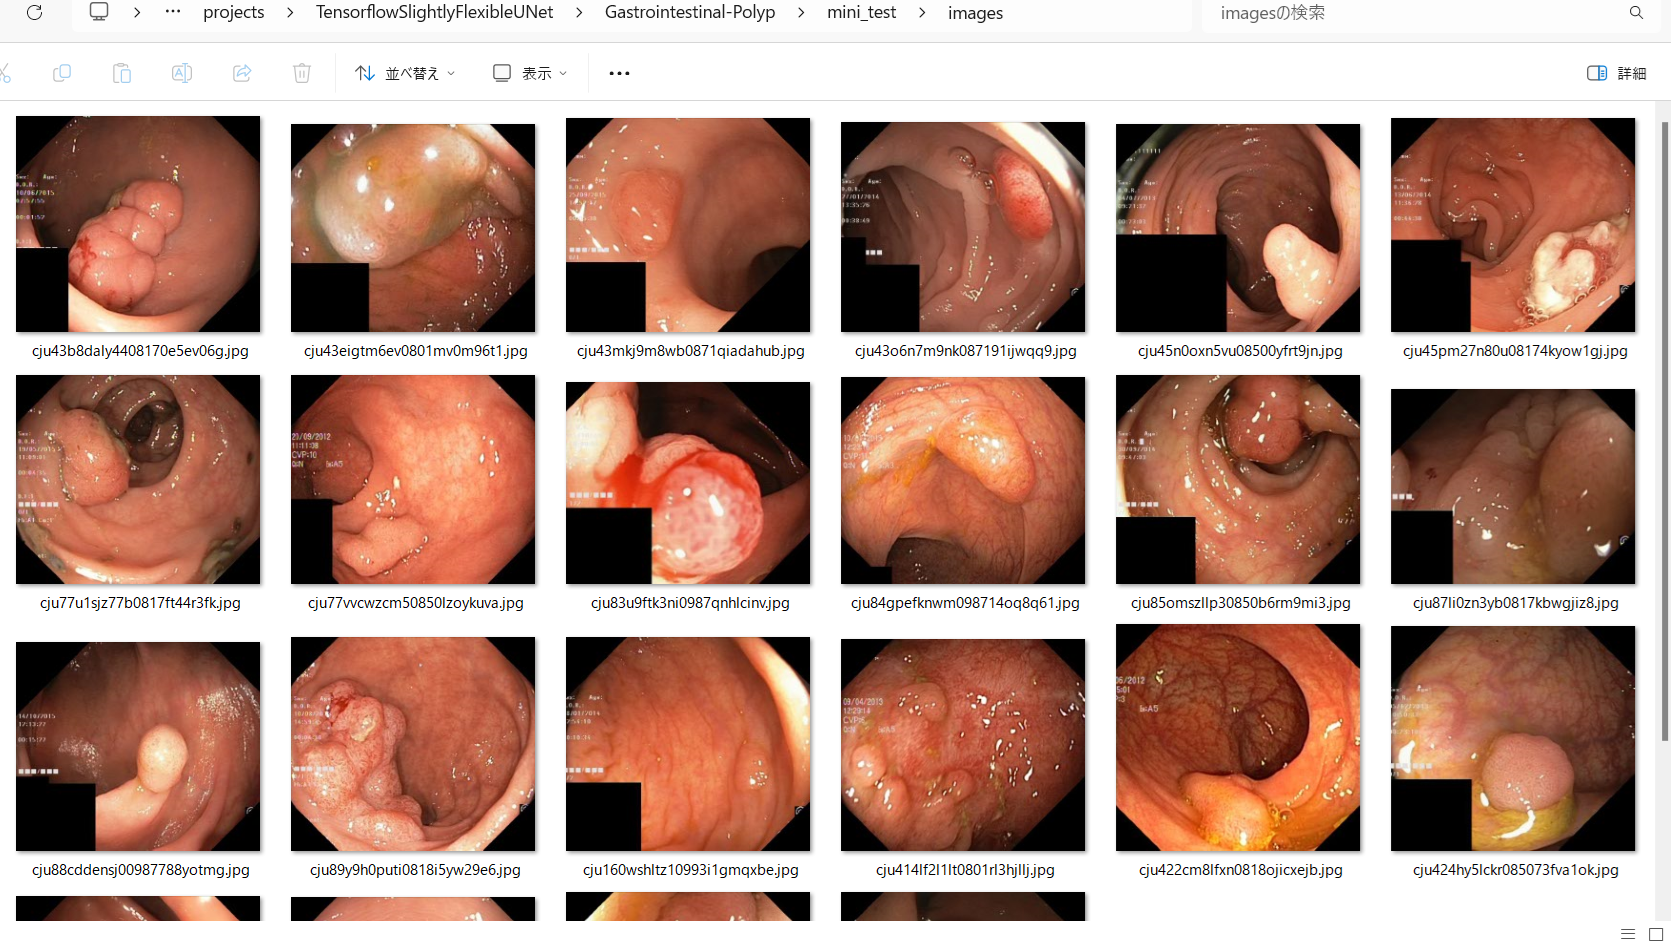 projects > TensorflowSlightlyFlexibleUNet > Gastrointestinal-Polyp > mini_test > images
imagesの検索
並べ替え
表示
詳細
cju43b8daly4408170e5ev06g.jpg
cju43eigtm6ev0801mv0m96t1.jpg
cju43mkj9m8wb0871qiadahub.jpg
cju43o6n7m9nk087191ijwqq9.jpg
cju45n0oxn5vu08500yfrt9jn.jpg
cju45pm27n80u08174kyow1gj.jpg
cju77u1sjz77b0817ft44r3fk.jpg
cju77vvcwzcm50850lzoykuva.jpg
cju83u9ftk3ni0987qnhlcinv.jpg
cju84gpefknwm098714oq8q61.jpg
cju85omszllp30850b6rm9mi3.jpg
cju87li0zn3yb0817kbwgjiz8.jpg
cju88cddensj00987788yotmg.jpg
cju89y9h0puti0818i5yw29e6.jpg
cju160wshltz10993i1gmqxbe.jpg
cju414lf2l1lt0801rl3hjllj.jpg
cju422cm8lfxn0818ojicxejb.jpg
cju424hy5lckr085073fva1ok.jpg